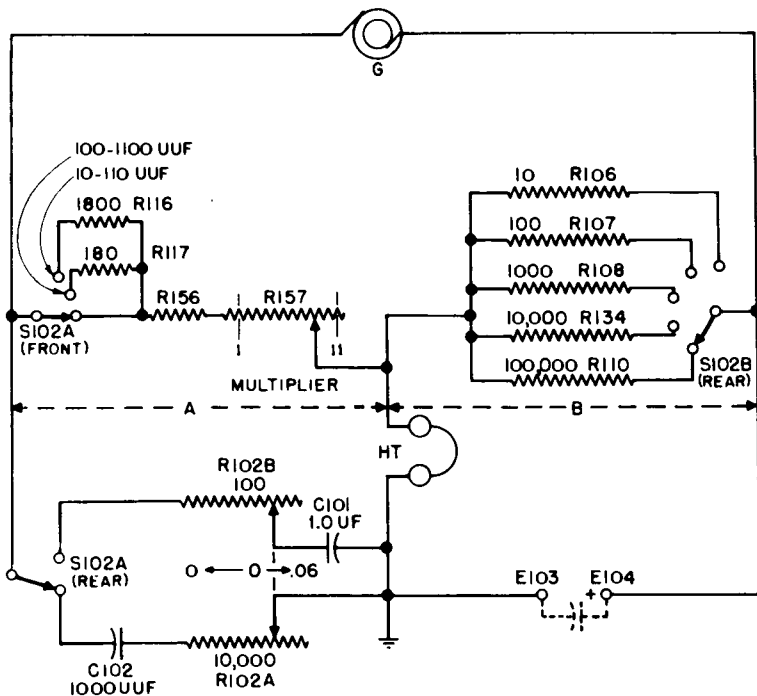 G
100-1100 UUF
10-110 UUF
1800 R116
180
R117
R156
R157
1
11
S102A
(FRONT)
MULTIPLIER
10 R106
100 R107
1000 R108
10,000 R134
100,000 R110
S102B
(REAR)
A
B
HT
R102B
100
C101
1.0 UF
S102A
(REAR)
0
0
.06
E103
E104
+
C102
1000UUF
10,000
R102A